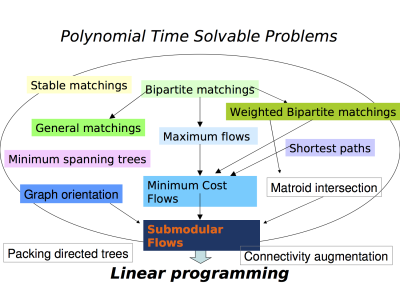 Polynomial Time Solvable Problems
Stable matchings
Bipartite matchings
Weighted Bipartite matchings
General matchings
Maximum flows
Shortest paths
Minimum spanning trees
Graph orientation
Minimum Cost
Flows
Matroid intersection
Submodular
Flows
Packing directed trees
Connectivity augmentation
Linear programming